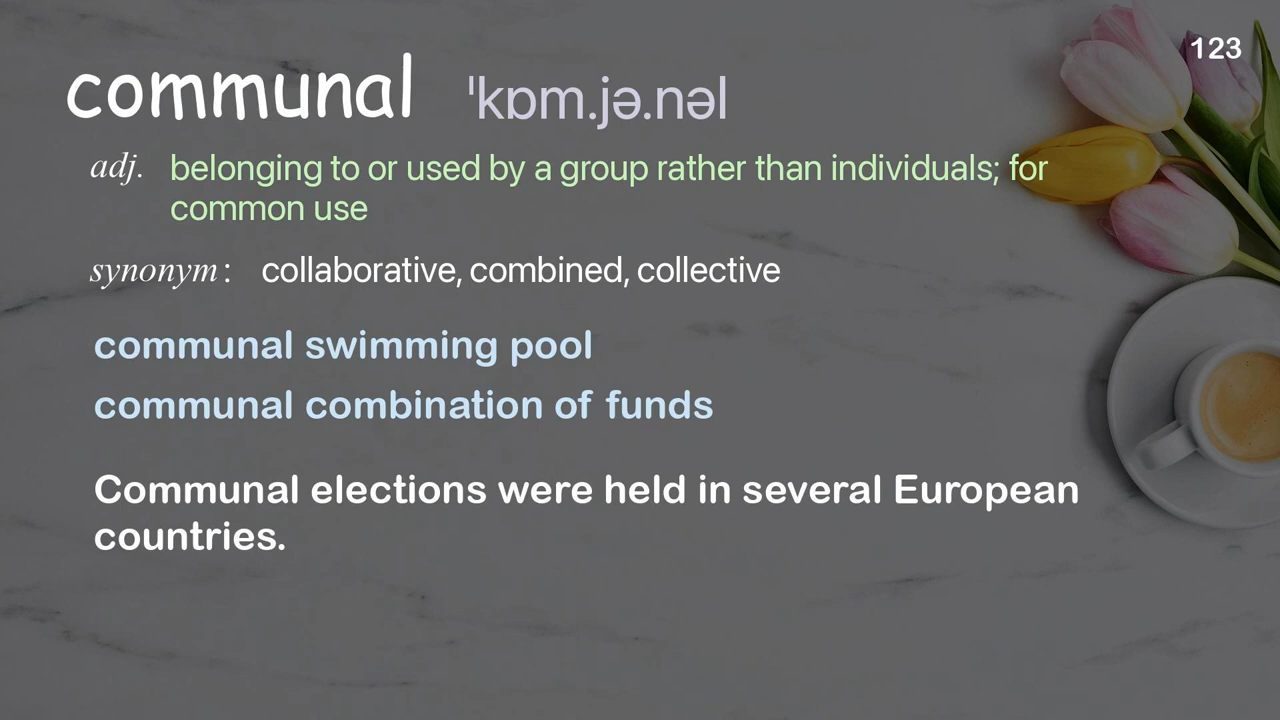 123
communal ˈkɒm.jə.nəl
adj. belonging to or used by a group rather than individuals; for
common use
synonym: collaborative, combined, collective
communal swimming pool
communal combination of funds
Communal elections were held in several European
countries.